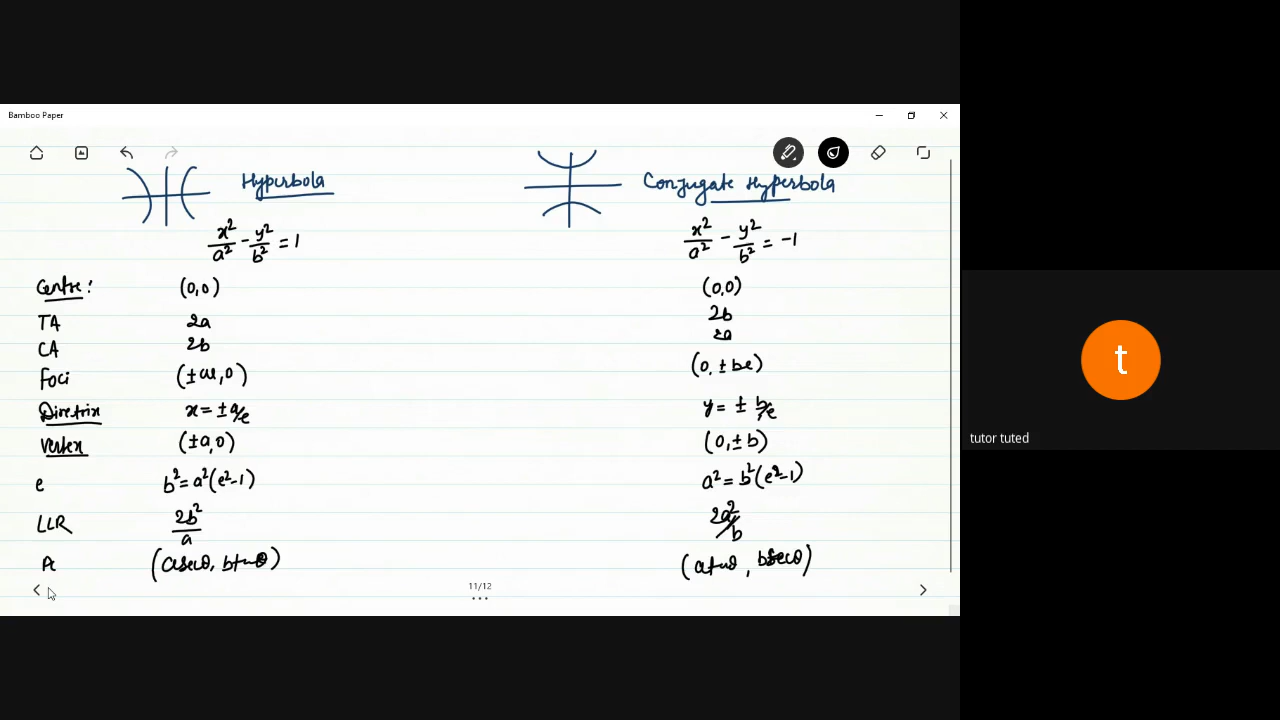 Bamboo Paper
Hyperbola Conjugate Hyperbola
x²/a² - y²/b² = 1 x²/a² - y²/b² = -1
Centre: (0,0) (0,0)
TA 2a 2b
CA 2b 2a
Foci (±ae,0) (0, ±be)
Diretrix x = ±a/e y = ± b/e
Vertex (±a,0) (0,±b)
e b² = a²(e²-1) a² = b²(e²-1)
LLR 2b²/a 2a²/b
(asecθ, btanθ) (atanθ, bsecθ)
11/12
t
tutor tuted